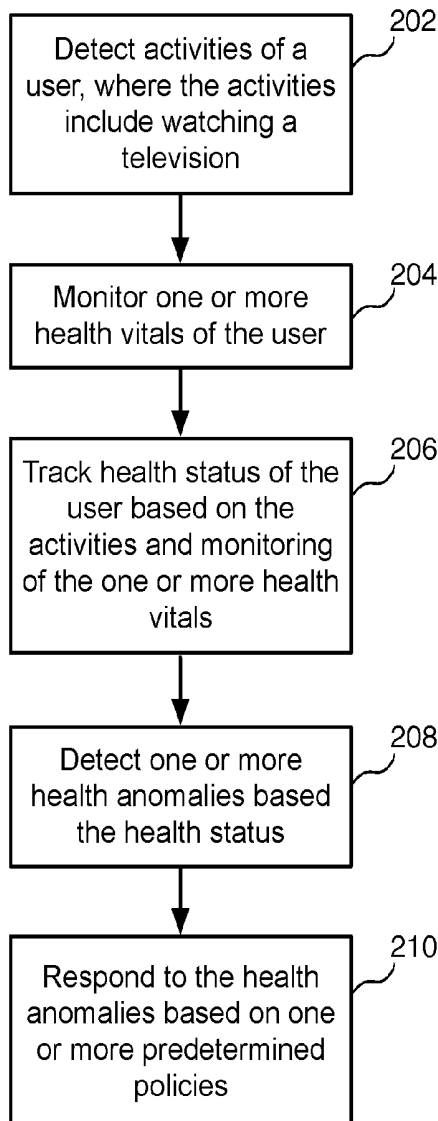 202
Detect activities of a
user, where the activities
include watching a
television
204
Monitor one or more
health vitals of the user
206
Track health status of the
user based on the
activities and monitoring
of the one or more health
vitals
208
Detect one or more
health anomalies based
the health status
210
Respond to the health
anomalies based on one
or more predetermined
policies